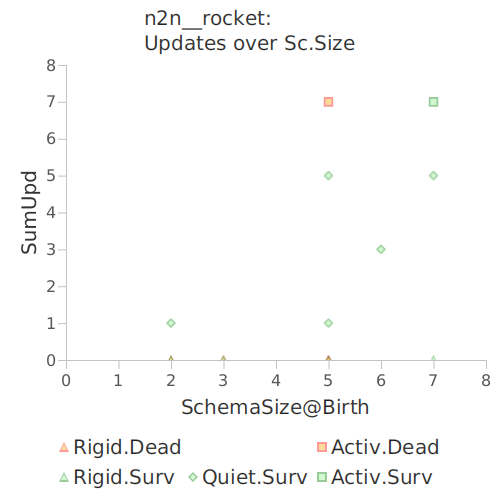 n2n__rocket:
Updates over Sc.Size
8
7
6
5
4
3
2
1
0
SumUpd
0 1 2 3 4 5 6 7 8
SchemaSize@Birth
Rigid.Dead Activ.Dead
Rigid.Surv Quiet.Surv Activ.Surv